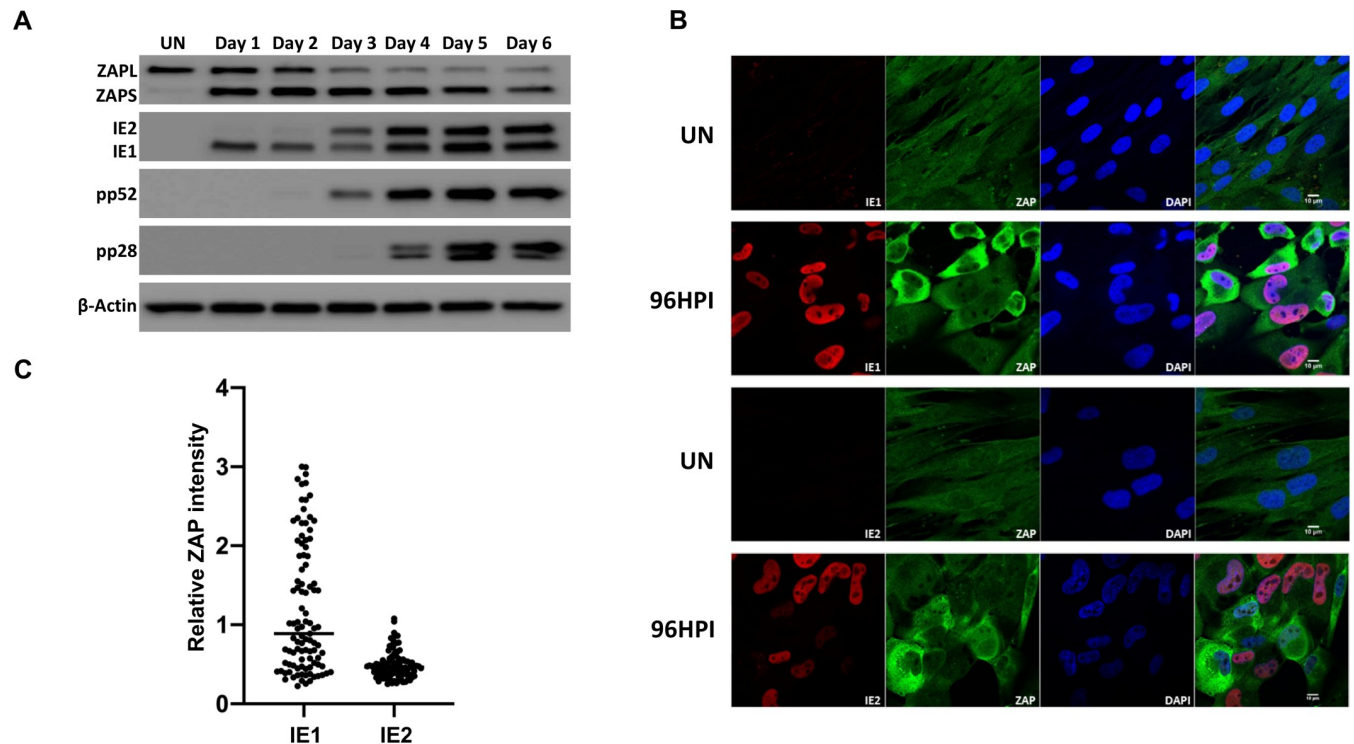 A
UN Day 1 Day 2 Day 3 Day 4 Day 5 Day 6
ZAPL
ZAPS
IE2
IE1
pp52
pp28
β-Actin
B
UN
IE1 ZAP DAPI 10 µm
96HPI
IE1 ZAP DAPI 10 µm
UN
IE2 ZAP DAPI 10 µm
96HPI
IE2 ZAP DAPI 10 µm
C
Relative ZAP intensity
4
3
2
1
0
IE1 IE2